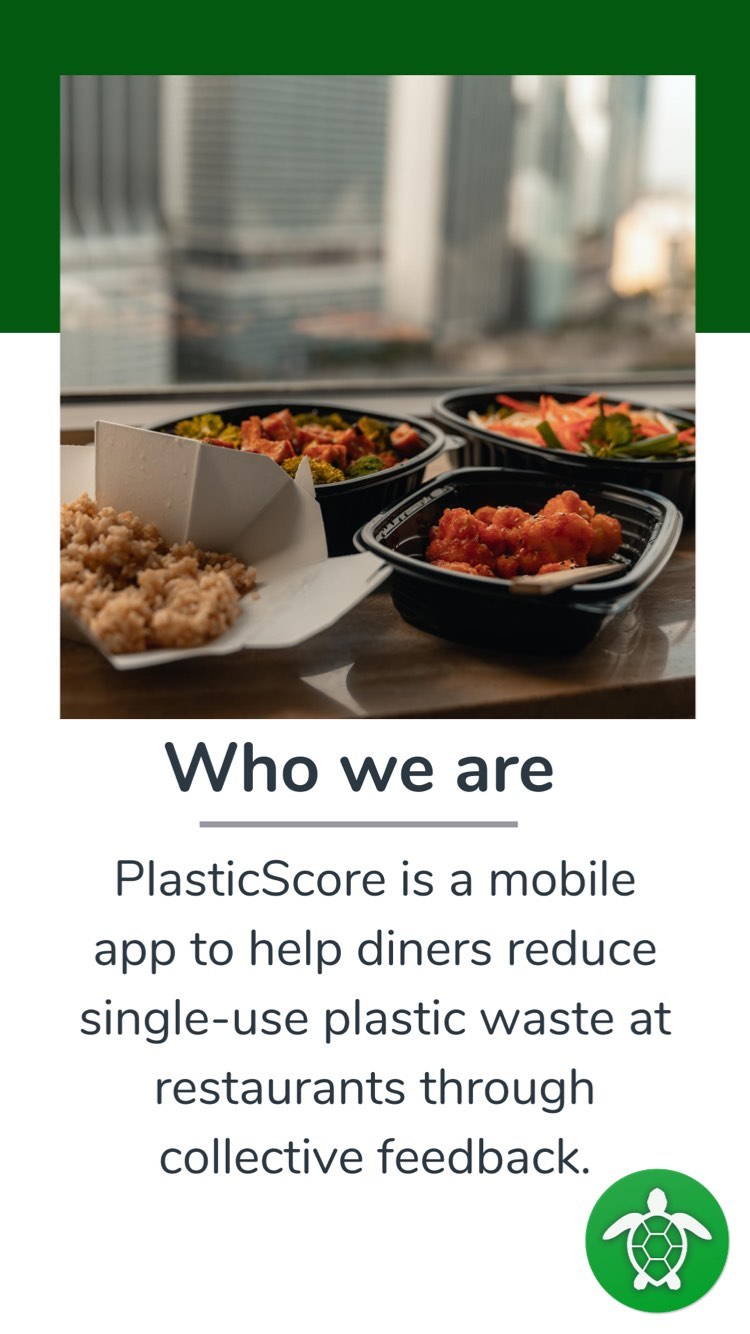 Who we are
PlasticScore is a mobile
app to help diners reduce
single-use plastic waste at
restaurants through
collective feedback.